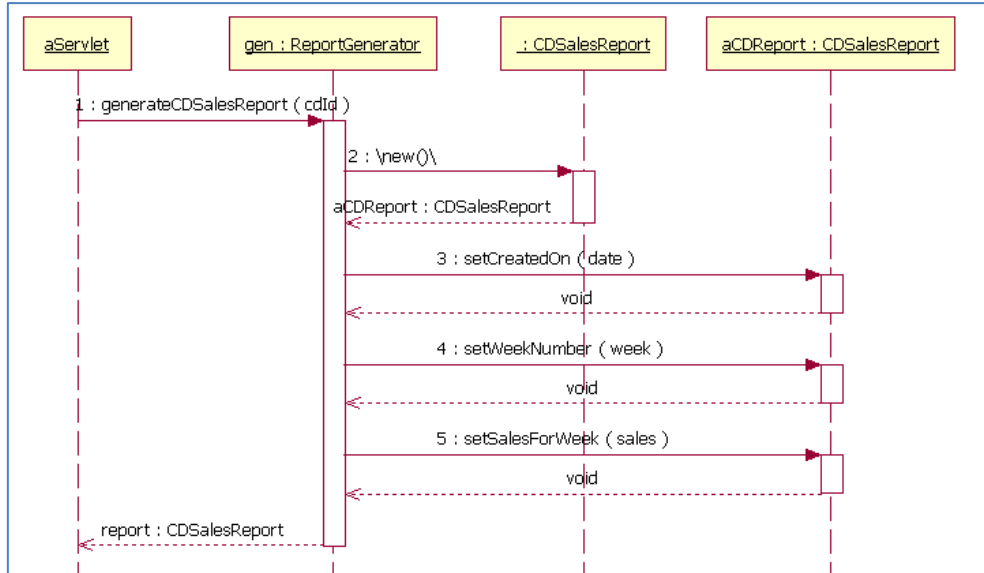 aServlet
gen : ReportGenerator
: CDSalesReport
aCDReport : CDSalesReport
1 : generateCDSalesReport ( cdId )
2 : \new()\
aCDReport : CDSalesReport
3 : setCreatedOn ( date )
void
4 : setWeekNumber ( week )
void
5 : setSalesForWeek ( sales )
void
report : CDSalesReport